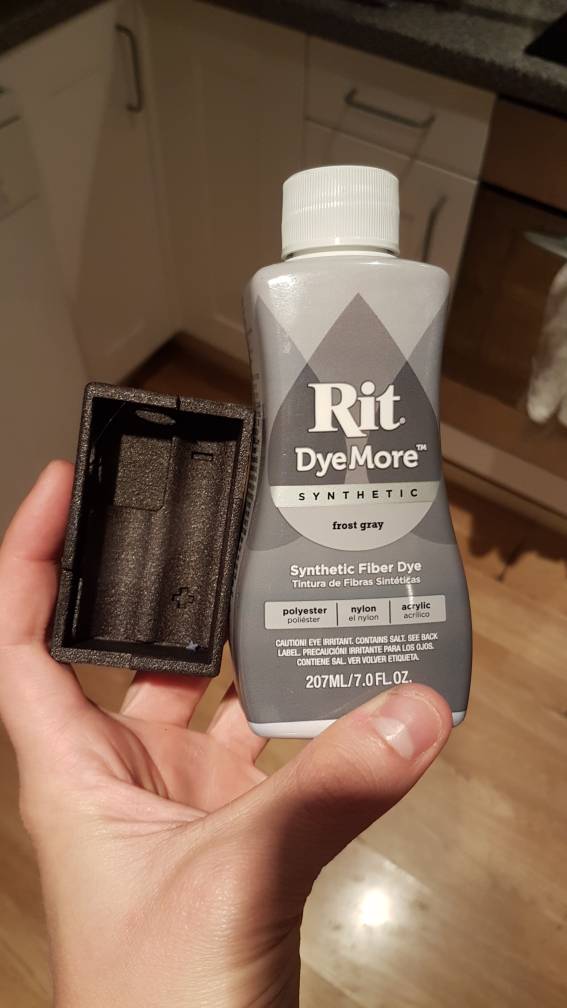 Rit
DyeMore™
SYNTHETIC
frost gray
Synthetic Fiber Dye
Tintura de Fibras Sintéticas
polyester nylon acrylic
poliéster el nylon acrílico
CAUTION! EYE IRRITANT. CONTAINS SALT. SEE BACK
LABEL. PRECAUCIÓN! IRRITANTE PARA LOS OJOS.
CONTIENE SAL. VER VOLVER ETIQUETA.
207ML/7.0 FL.OZ.